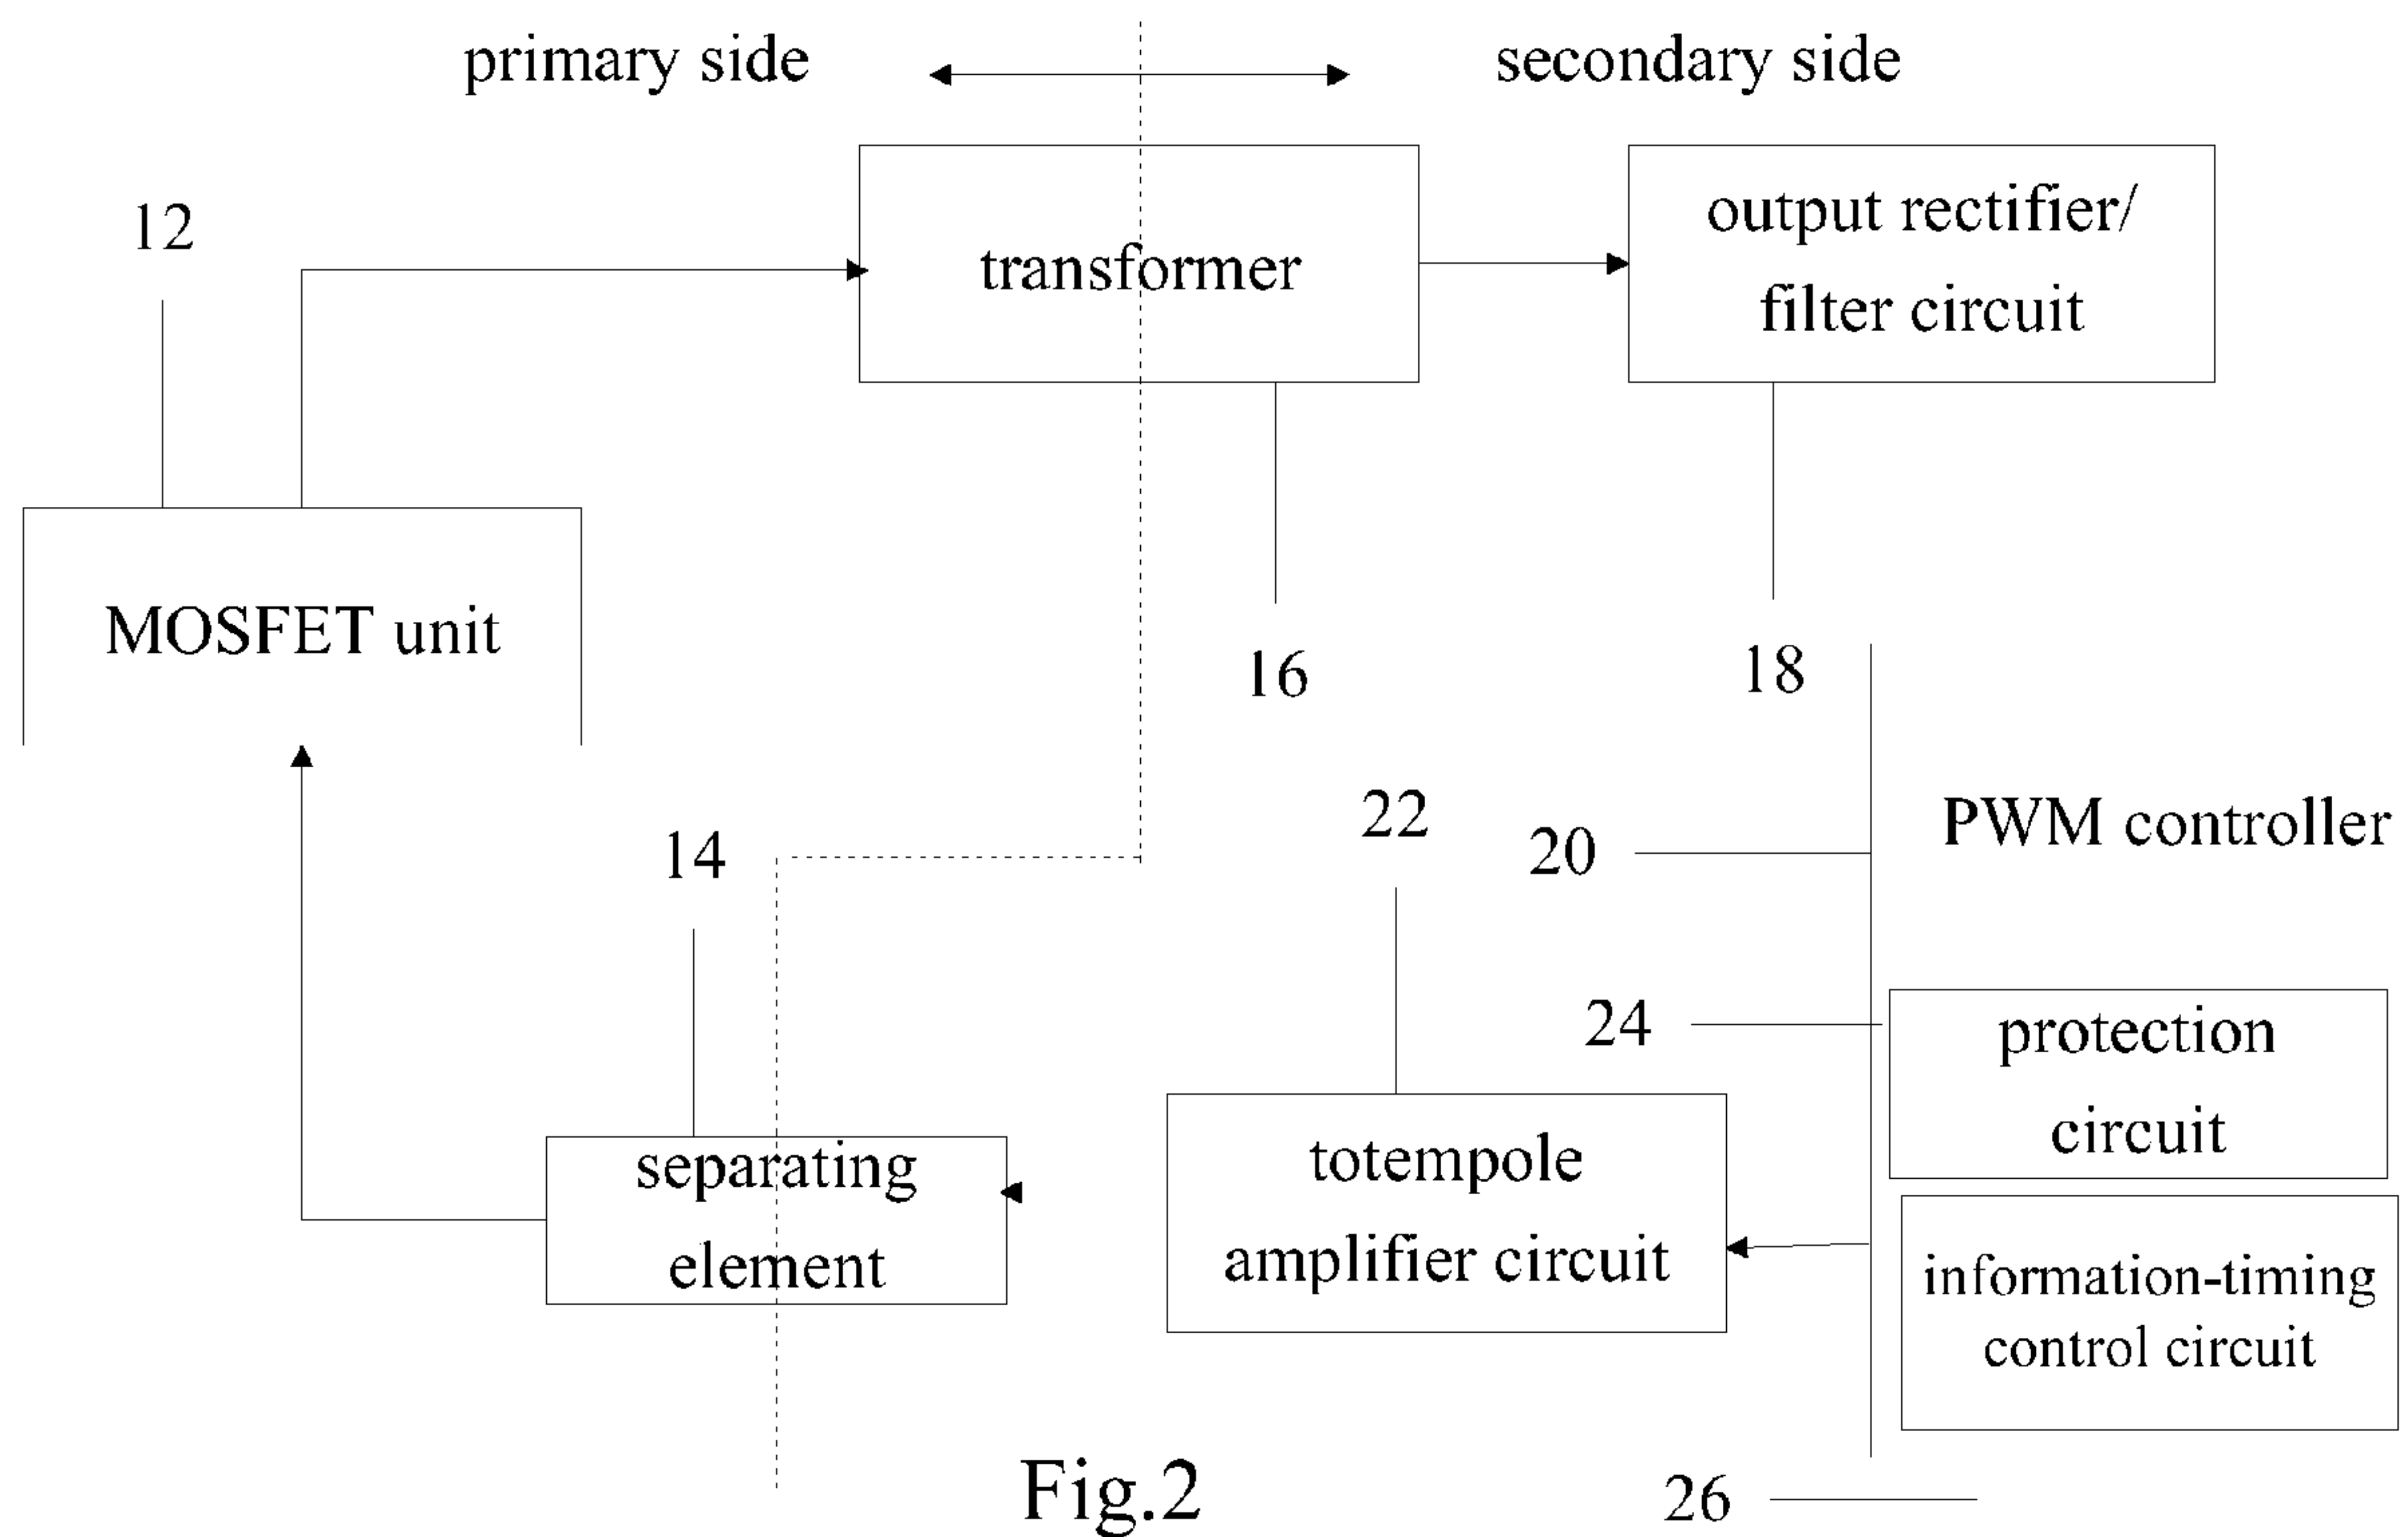 primary side
secondary side
12
transformer
output rectifier/
filter circuit
MOSFET unit
16
18
14
22
20
PWM controller
24
protection
circuit
separating
element
totempole
amplifier circuit
information-timing
control circuit
Fig.2
26